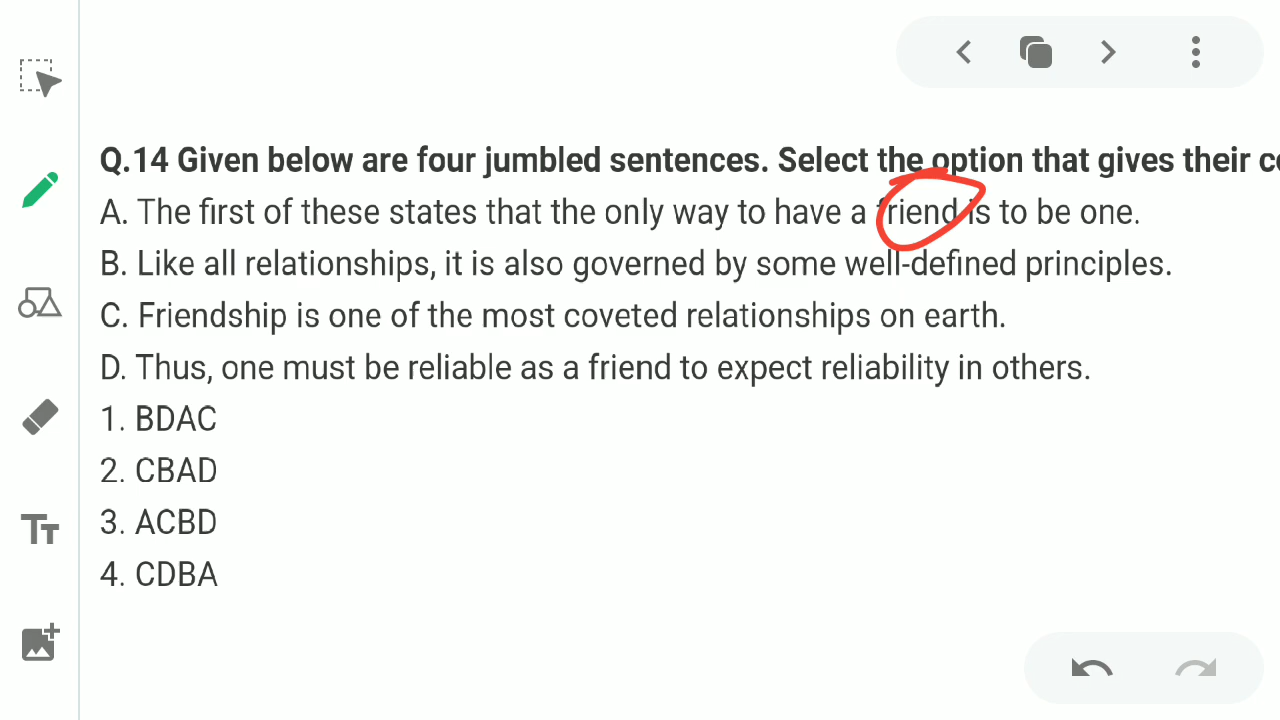 Q.14 Given below are four jumbled sentences. Select the option that gives their
A. The first of these states that the only way to have a friend is to be one.
B. Like all relationships, it is also governed by some well-defined principles.
C. Friendship is one of the most coveted relationships on earth.
D. Thus, one must be reliable as a friend to expect reliability in others.
1. BDAC
2. CBAD
3. ACBD
4. CDBA